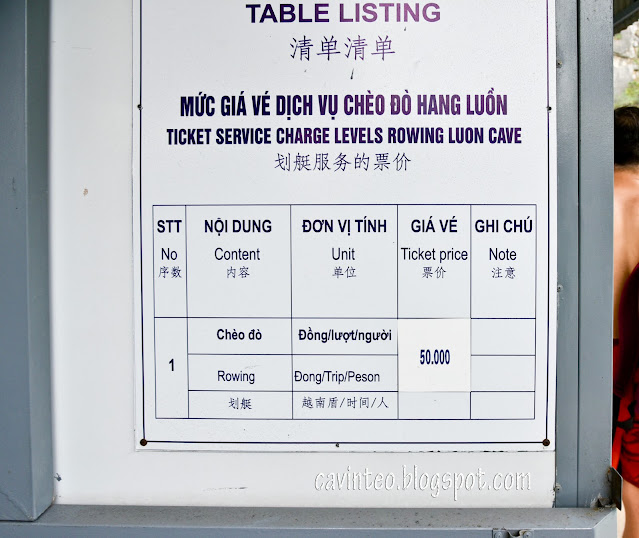 TABLE LISTING
清单清单
MỨC GIÁ VÉ DỊCH VỤ CHÈO ĐÒ HANG LUỒN
TICKET SERVICE CHARGE LEVELS ROWING LUON CAVE
划艇服务的票价
STT NỘI DUNG ĐƠN VỊ TÍNH GIÁ VÉ GHI CHÚ
No Content Unit Ticket price Note
序数 内容 单位 票价 注意
Chèo đò Đồng/lượt/người
1 50.000
Rowing Đong/Trip/Peson
划艇 越南盾/时间/人
cavinteo.blogspot.com